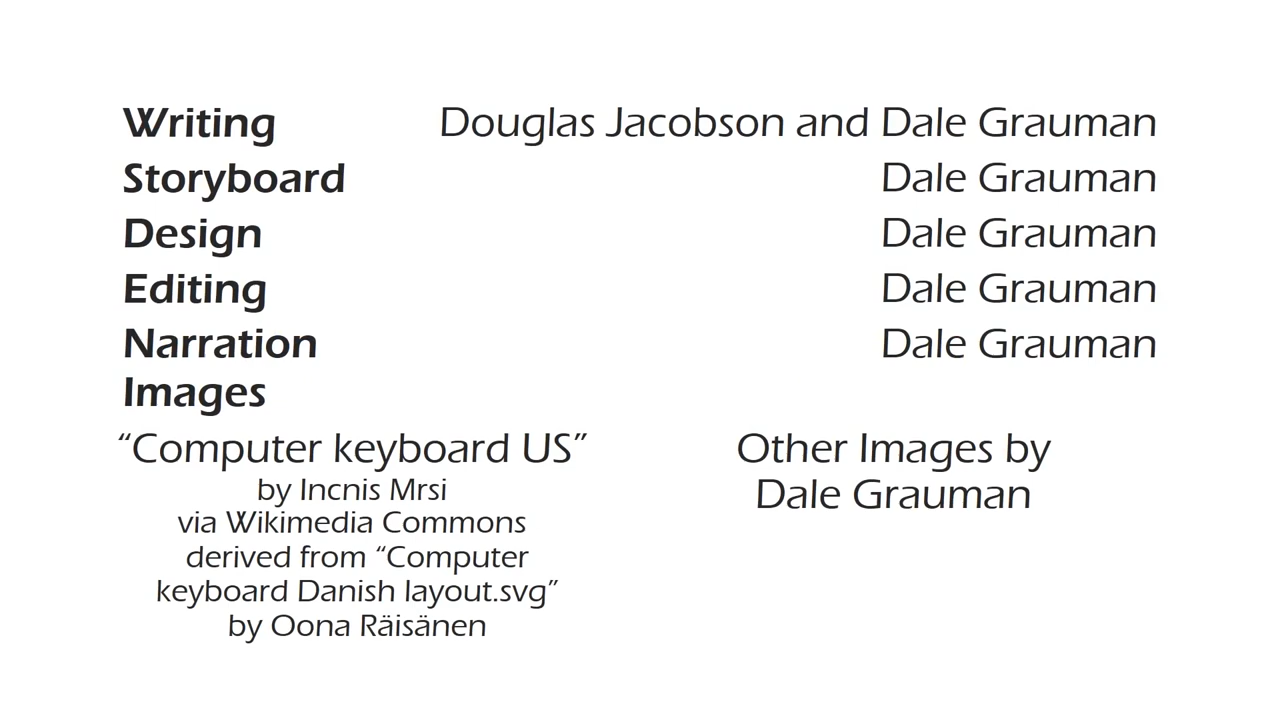 Writing Douglas Jacobson and Dale Grauman
Storyboard Dale Grauman
Design Dale Grauman
Editing Dale Grauman
Narration Dale Grauman
Images
“Computer keyboard US”
by Incnis Mrsi
via Wikimedia Commons
derived from “Computer
keyboard Danish layout.svg”
by Oona Räisänen
Other Images by
Dale Grauman